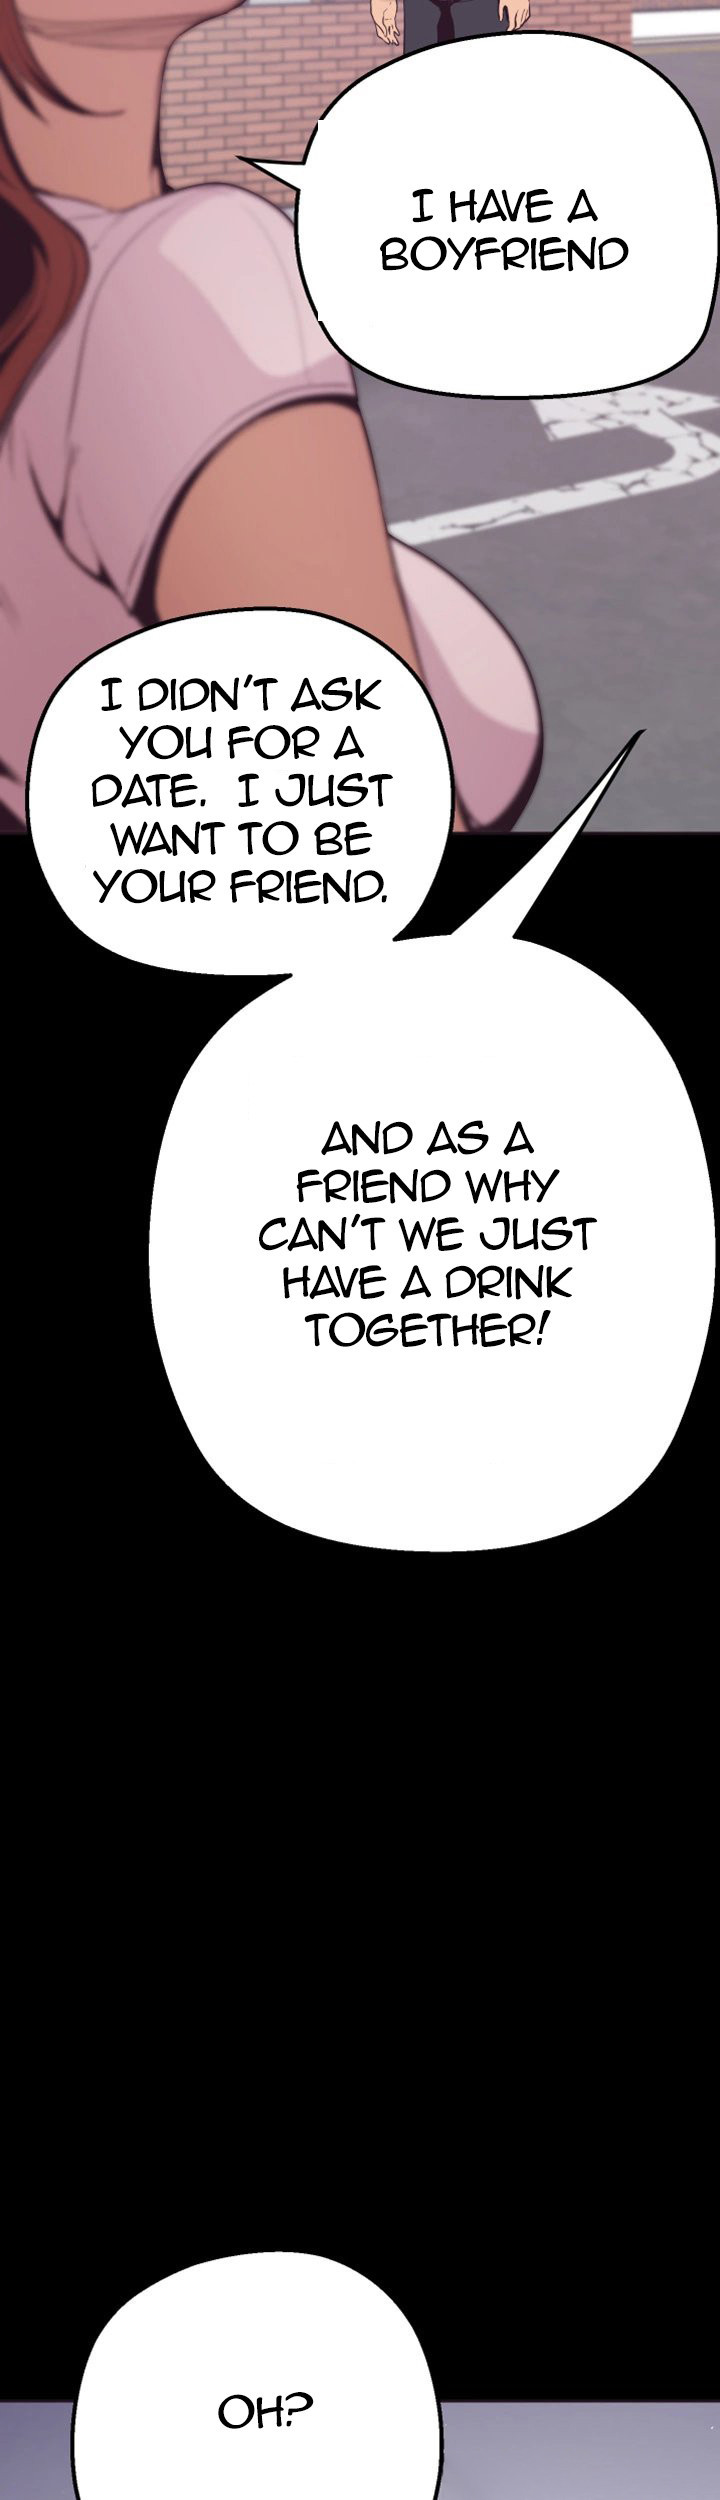 I HAVE A
BOYFRIEND
I DIDN'T ASK
YOU FOR A
DATE. I JUST
WANT TO BE
YOUR FRIEND.
AND AS A
FRIEND WHY
CAN'T WE JUST
HAVE A DRINK
TOGETHER!
OH?